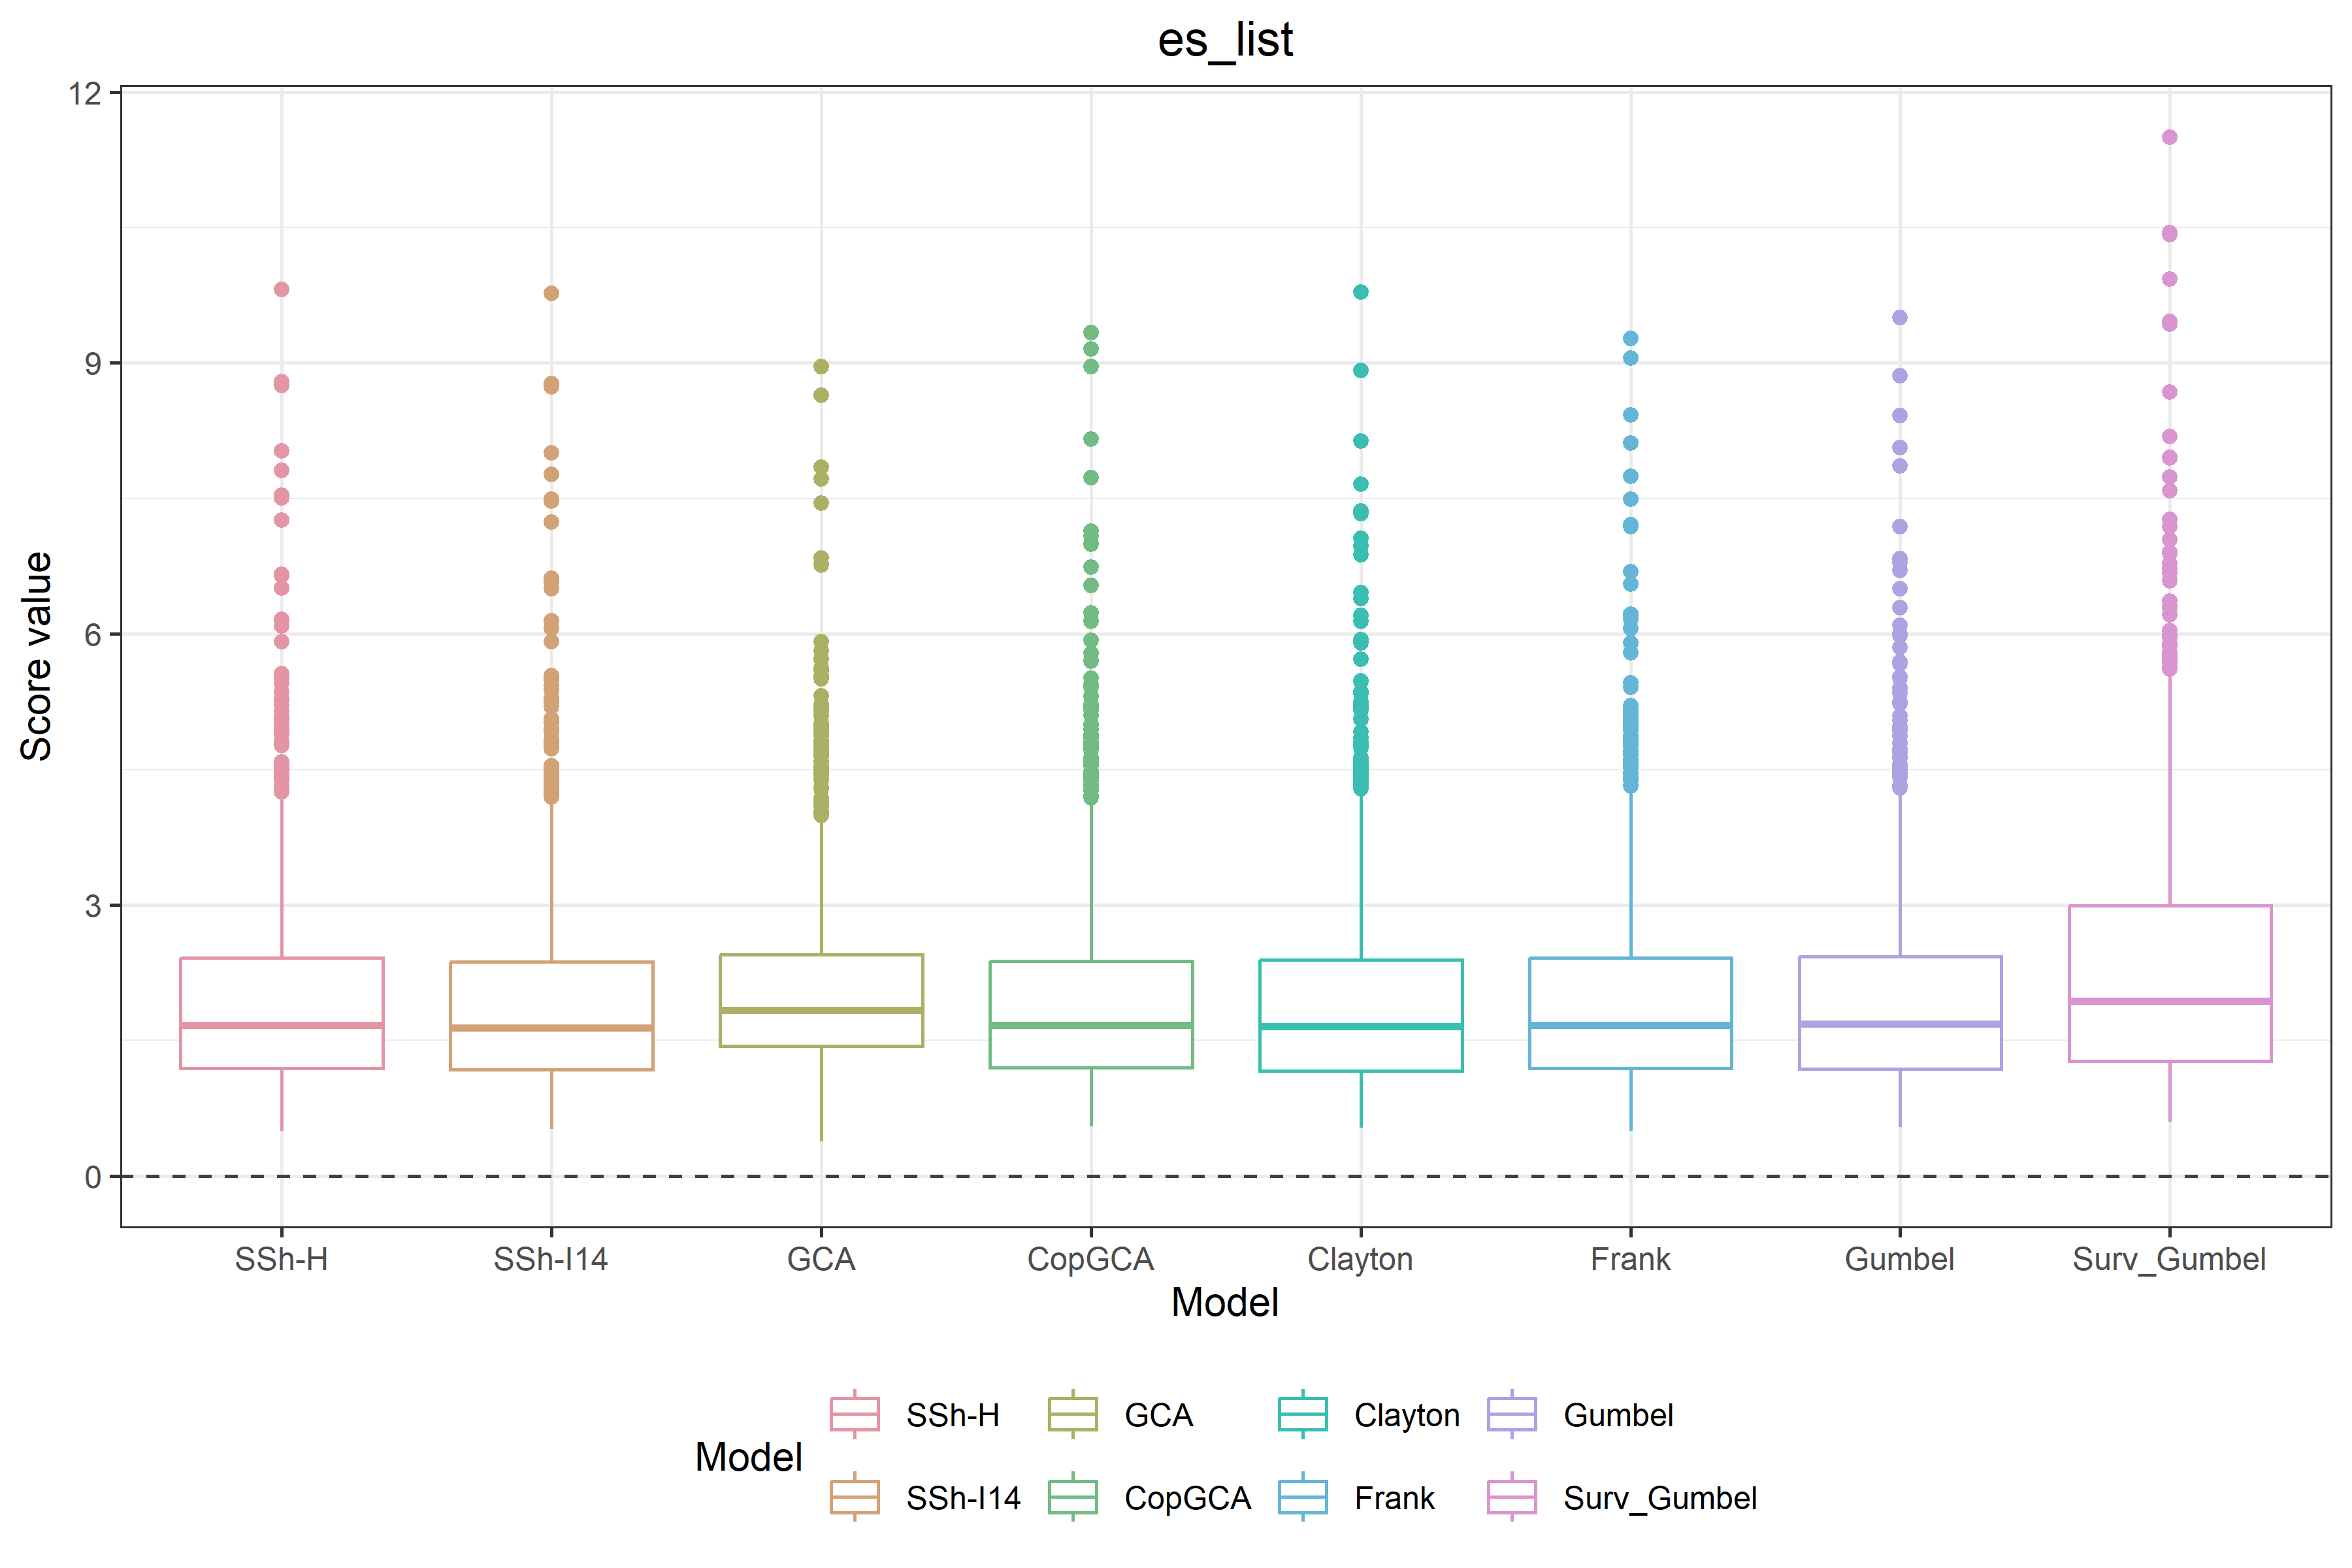 es_list
12
9
6
3
0
Score value
SSh-H SSh-I14 GCA CopGCA Clayton Frank Gumbel Surv_Gumbel
Model
Model
SSh-H GCA Clayton Gumbel
SSh-I14 CopGCA Frank Surv_Gumbel